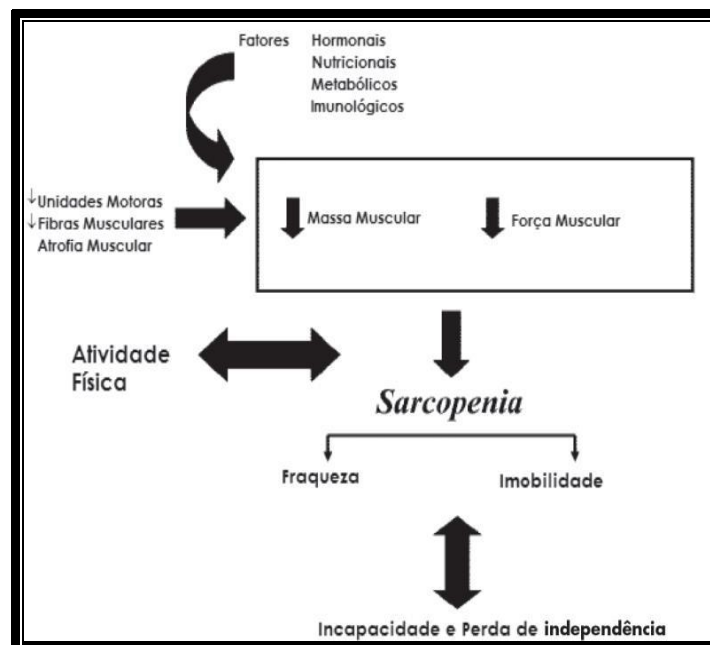 Fatores Hormonais
Nutricionais
Metabólicos
Imunológicos
↓Unidades Motoras
↓Fibras Musculares
Atrofia Muscular
Massa Muscular
Força Muscular
Atividade
Física
Sarcopenia
Fraqueza
Imobilidade
Incapacidade e Perda de independência